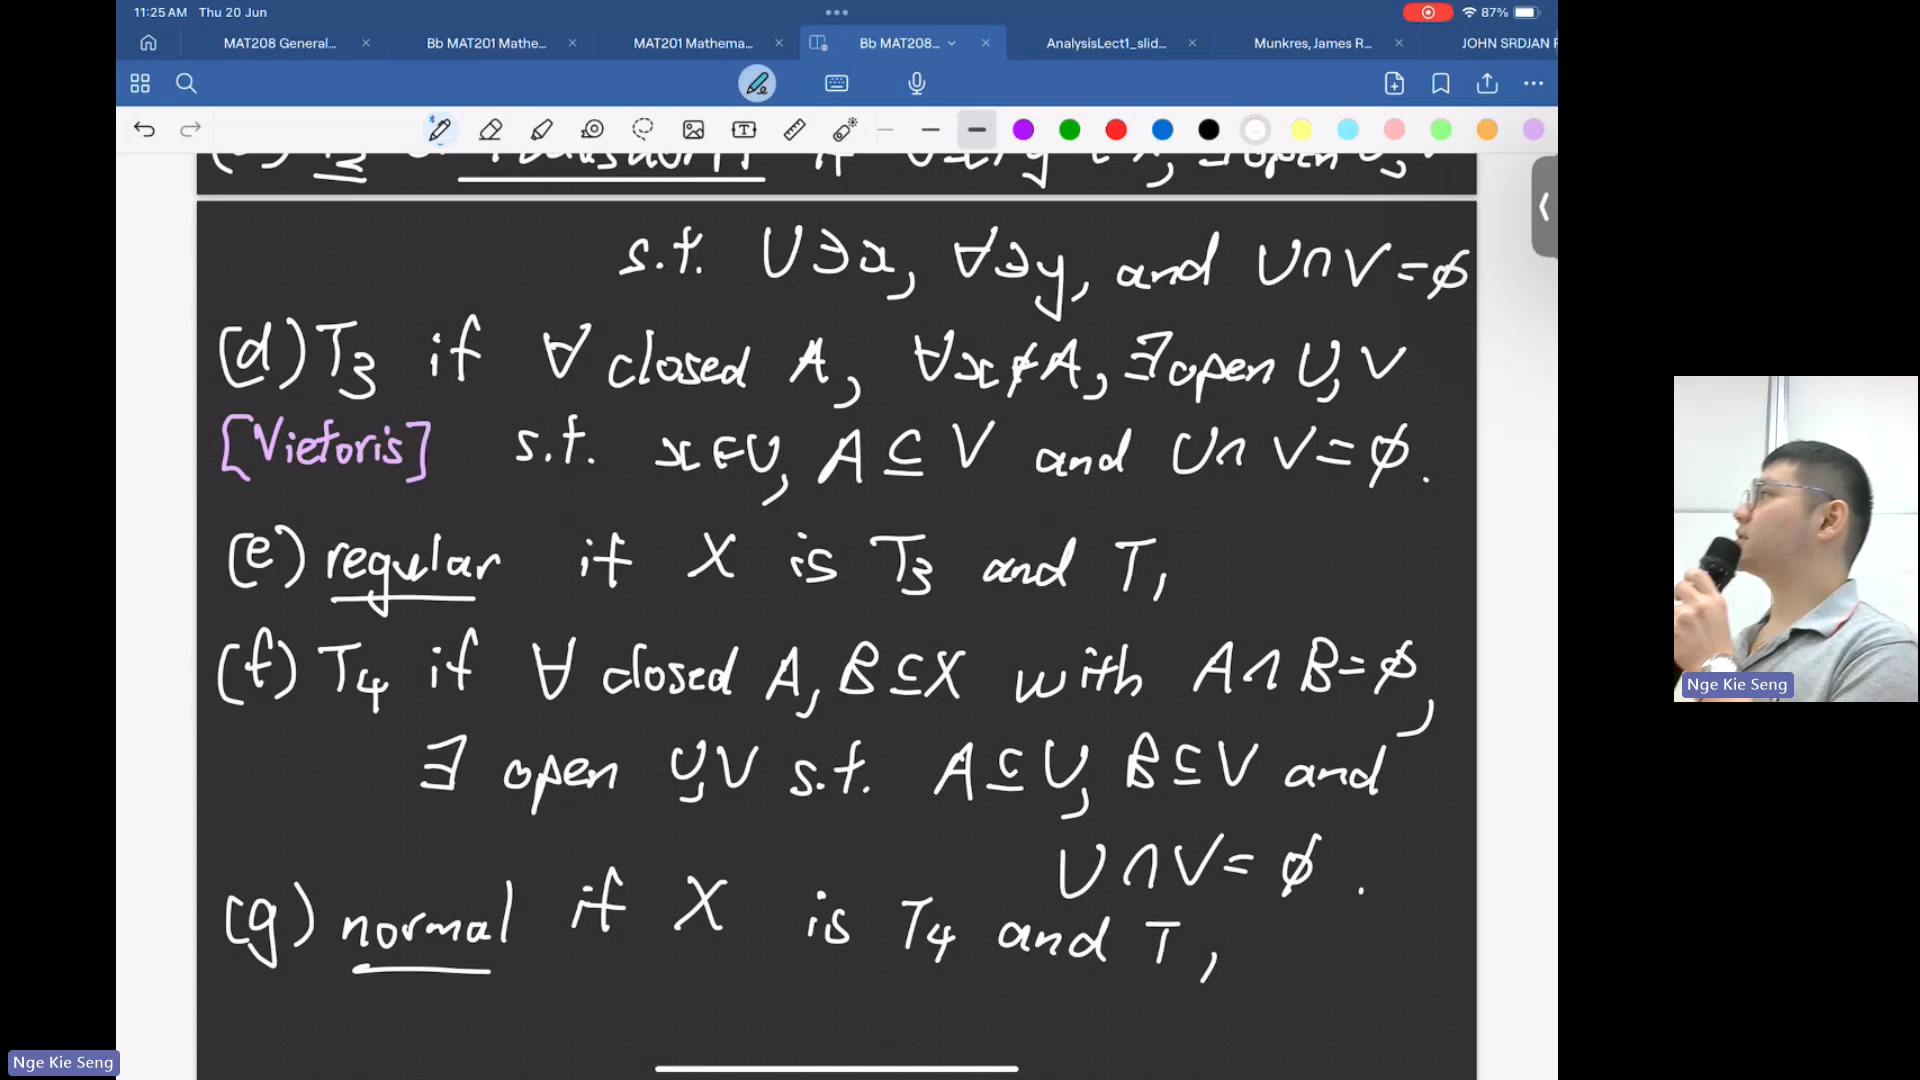 11:25 AM Thu 20 Jun
87%
MAT208 General...
Bb MAT201 Mathe...
MAT201 Mathema...
Bb MAT208...
AnalysisLect1_slid...
Munkres, James R...
JOHN SRDJAN
s.t. U∋x, V∋y, and U∩V=∅
(d) T₃ if ∀ closed A, ∀x∉A, ∃ open U, V
[Vietoris] s.t. x∈U, A⊆V and U∩V=∅.
(e) regular if X is T₃ and T₁
(f) T₄ if ∀ closed A, B⊆X with A∩B=∅,
∃ open U, V s.t. A⊆U, B⊆V and
U∩V=∅.
(g) normal if X is T₄ and T₁
Nge Kie Seng
Nge Kie Seng